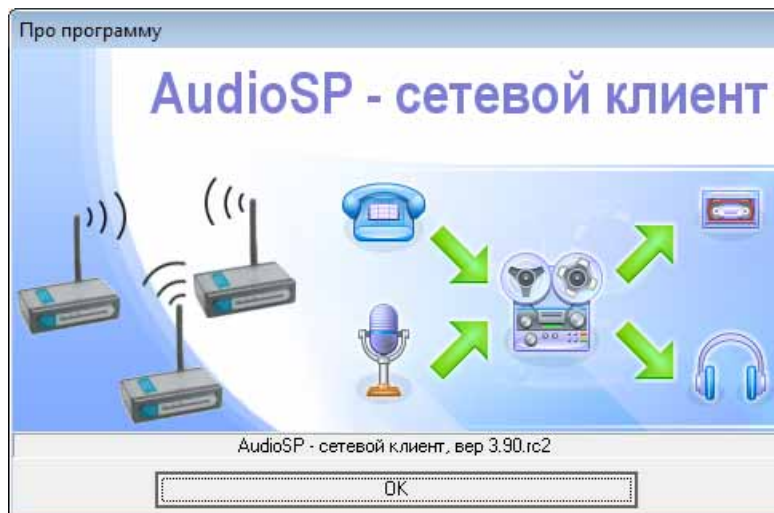 Про программу
AudioSP - сетевой клиент
AudioSP - сетевой клиент, вер 3.90.rc2
OK